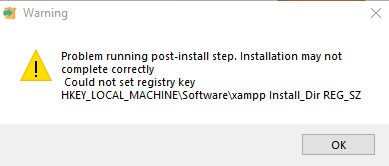 Warning
Problem running post-install step. Installation may not
complete correctly
Could not set registry key
HKEY_LOCAL_MACHINE\Software\xampp Install_Dir REG_SZ
OK